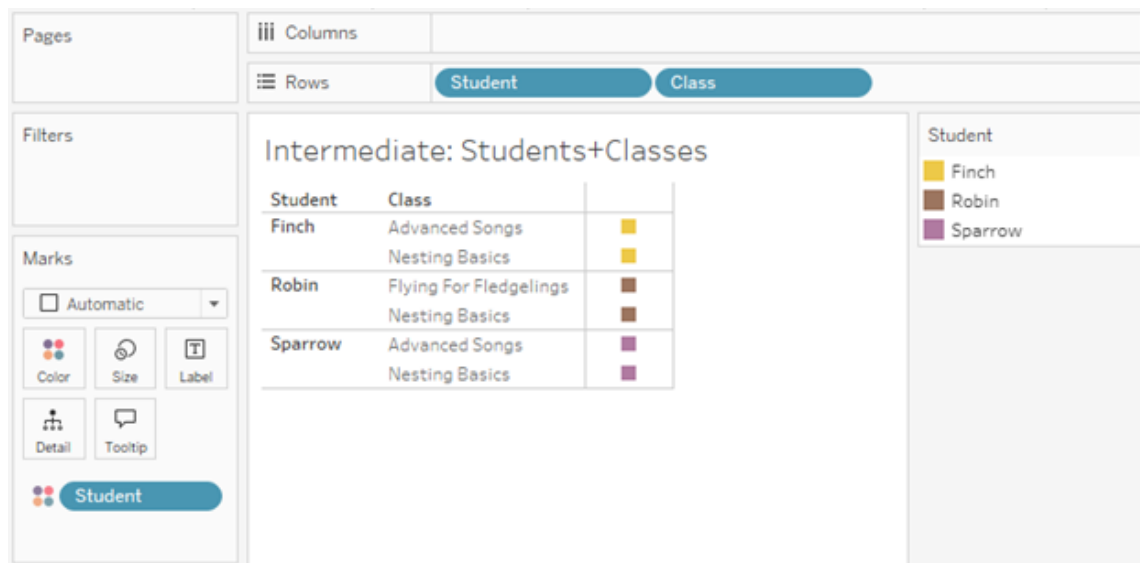 Pages
Columns
Rows Student Class
Filters
Marks
Automatic
Color Size Label
Detail Tooltip
Student
Intermediate: Students+Classes
Student Class
Finch Advanced Songs
Nesting Basics
Robin Flying For Fledgelings
Nesting Basics
Sparrow Advanced Songs
Nesting Basics
Student
Finch
Robin
Sparrow